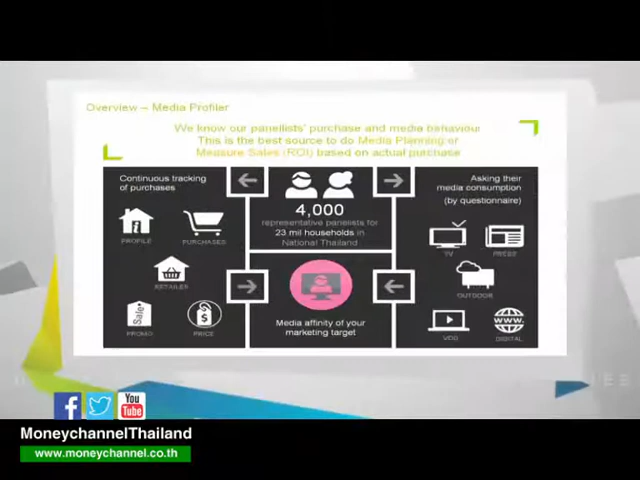 Overview – Media Profiler
We know our panellists' purchase and media behaviour
This is the best source to do Media Planning or
Measure Sales (ROI) based on actual purchase
Continuous tracking
of purchases
PROFILE
PURCHASES
RETAILER
Sale
PROMO
PRICE
4,000
representative panelists for
23 mil households in
National Thailand
Media affinity of your
marketing target
Asking their
media consumption
(by questionnaire)
TV
PRESS
OUTDOOR
VDO
WWW
DIGITAL
f
You
Tube
MoneychannelThailand
www.moneychannel.co.th